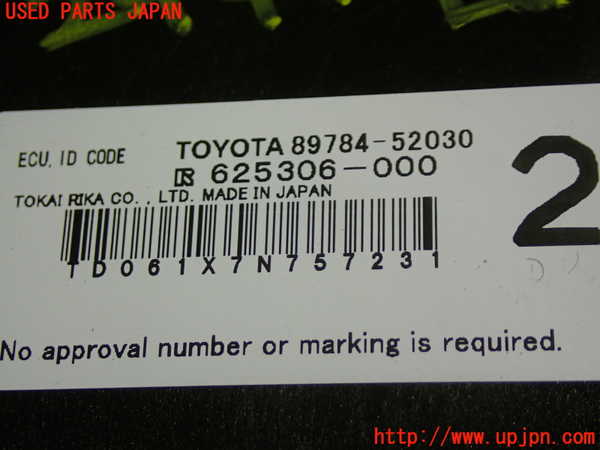 USED PARTS JAPAN
ECU, ID CODE
TOYOTA 89784-52030
625306-000
TOKAI RIKA CO., LTD. MADE IN JAPAN
TD061X7N757231
2
No approval number or marking is required.
http://www.upjpn.com/